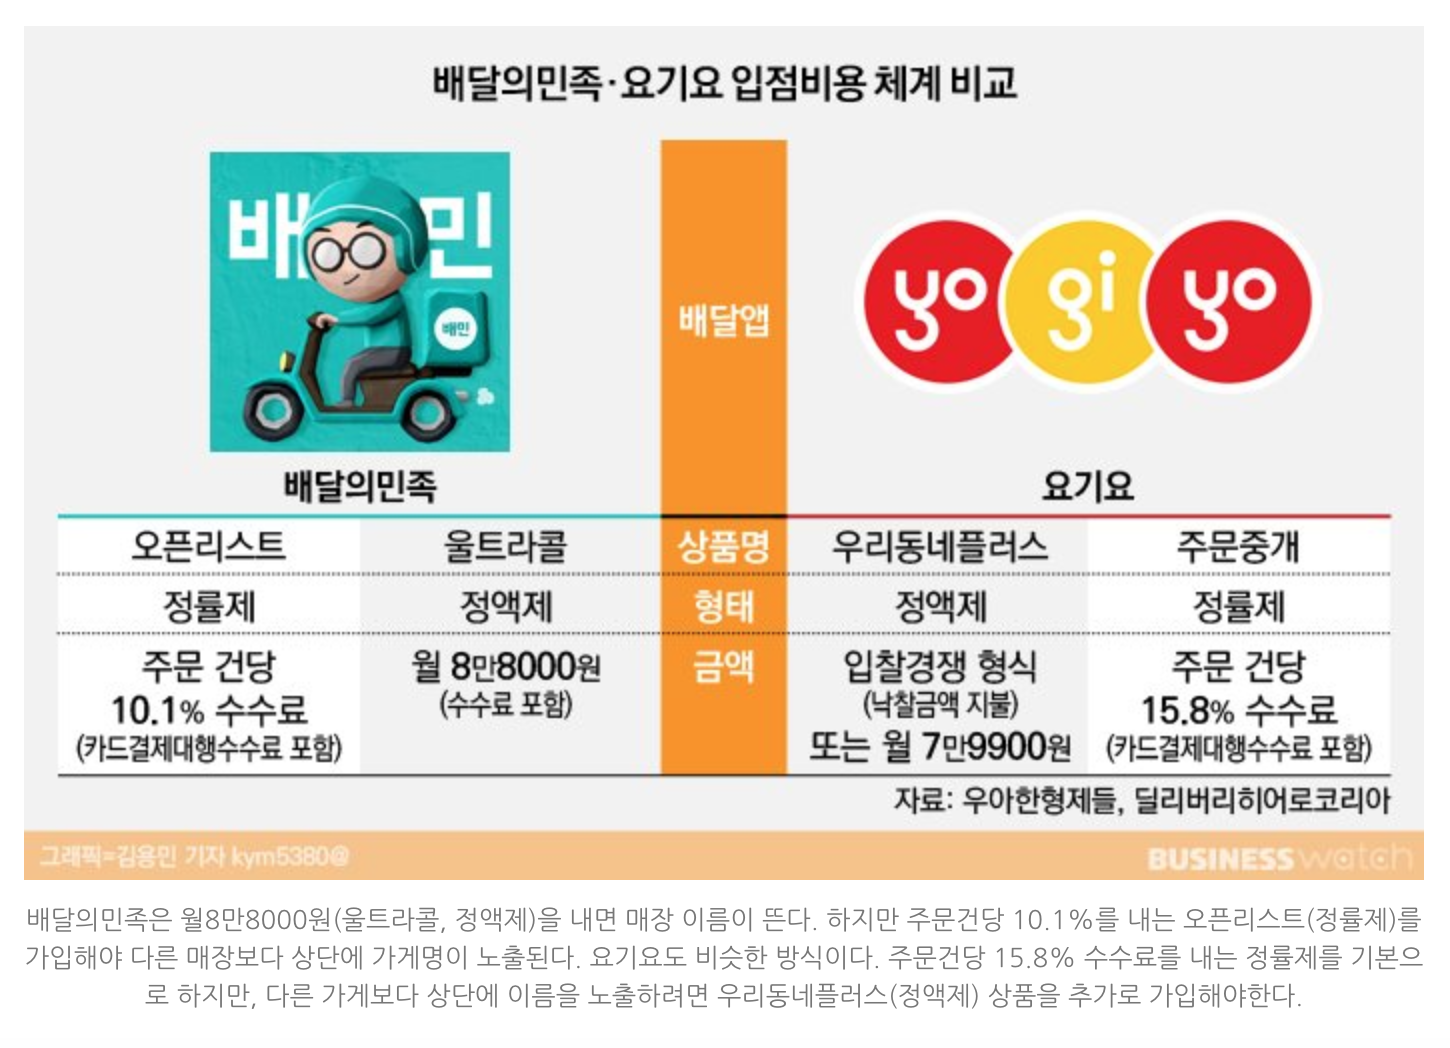 배달의민족·요기요 입점비용 체계 비교
배민
배민
배달앱
yo gi yo
배달의민족
요기요
오픈리스트 울트라콜 상품명 우리동네플러스 주문중개
정률제 정액제 형태 정액제 정률제
주문 건당 월 8만8000원 금액 입찰경쟁 형식 주문 건당
10.1% 수수료 (수수료 포함) (낙찰금액 지불) 15.8% 수수료
(카드결제대행수수료 포함) 또는 월 7만9900원 (카드결제대행수수료 포함)
자료: 우아한형제들, 딜리버리히어로코리아
그래픽=김용민 기자 kym5380@
BUSINESSwatch
배달의민족은 월8만8000원(울트라콜, 정액제)을 내면 매장 이름이 뜬다. 하지만 주문건당 10.1%를 내는 오픈리스트(정률제)를
가입해야 다른 매장보다 상단에 가게명이 노출된다. 요기요도 비슷한 방식이다. 주문건당 15.8% 수수료를 내는 정률제를 기본으
로 하지만, 다른 가게보다 상단에 이름을 노출하려면 우리동네플러스(정액제) 상품을 추가로 가입해야한다.